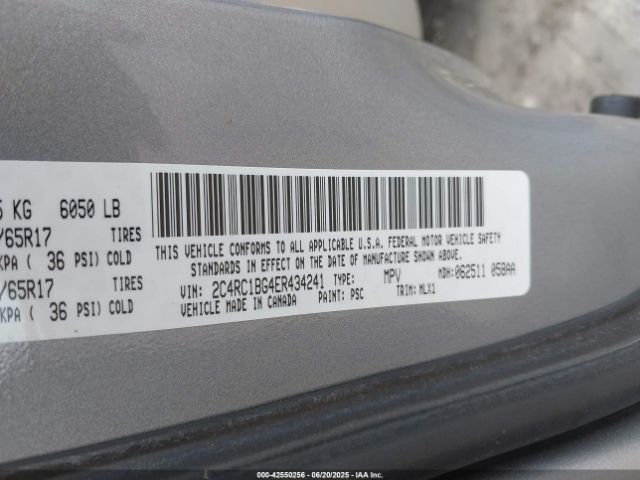 5 KG 6050 LB
/65R17 TIRES
KPA ( 36 PSI) COLD
/65R17 TIRES
KPA ( 36 PSI) COLD
THIS VEHICLE CONFORMS TO ALL APPLICABLE U.S.A. FEDERAL MOTOR VEHICLE SAFETY
STANDARDS IN EFFECT ON THE DATE OF MANUFACTURE SHOWN ABOVE.
VIN: 2C4RC1BG4ER434241 TYPE: MPV MDH: 062511 058AA
VEHICLE MADE IN CANADA PAINT: PSC TRIM: MLX1
000-42550256 - 06/20/2025 - IAA Inc.